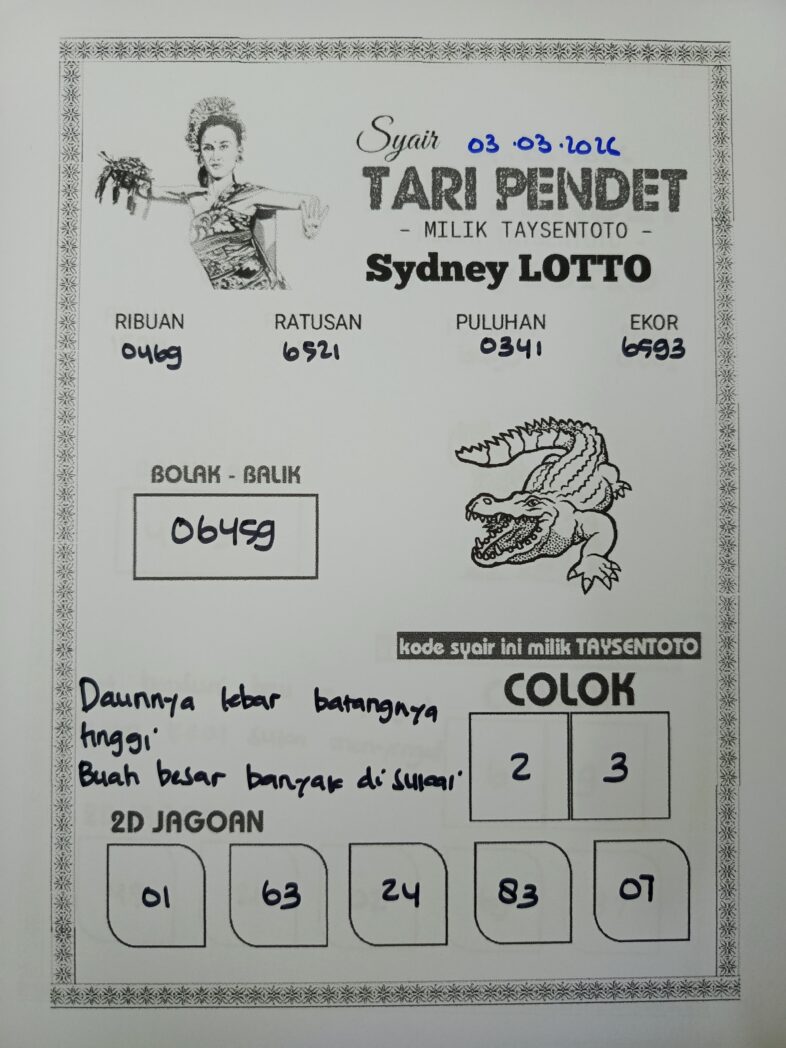 Syair 03.03.2026
TARI PENDET
- MILIK TAYSENTOTO -
Sydney LOTTO
RIBUAN RATUSAN PULUHAN EKOR
0469 6521 0341 6593
BOLAK - BALIK
06459
kode syair ini milik TAYSENTOTO
COLOK
2 3
Daunnya lebar batangnya
tinggi
Buah besar banyak di sukai
2D JAGOAN
01 63 24 83 07